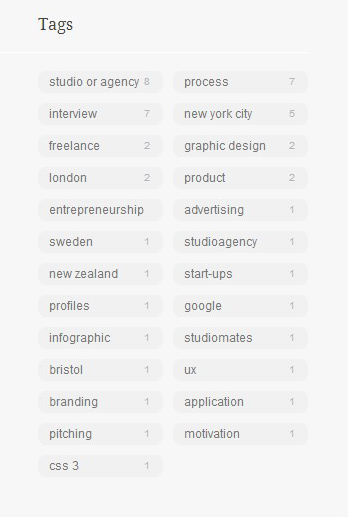 Tags
studio or agency 8 process 7
interview 7 new york city 5
freelance 2 graphic design 2
london 2 product 2
entrepreneurship advertising 1
sweden 1 studioagency 1
new zealand 1 start-ups 1
profiles 1 google 1
infographic 1 studiomates 1
bristol 1 ux 1
branding 1 application 1
pitching 1 motivation 1
css 3 1